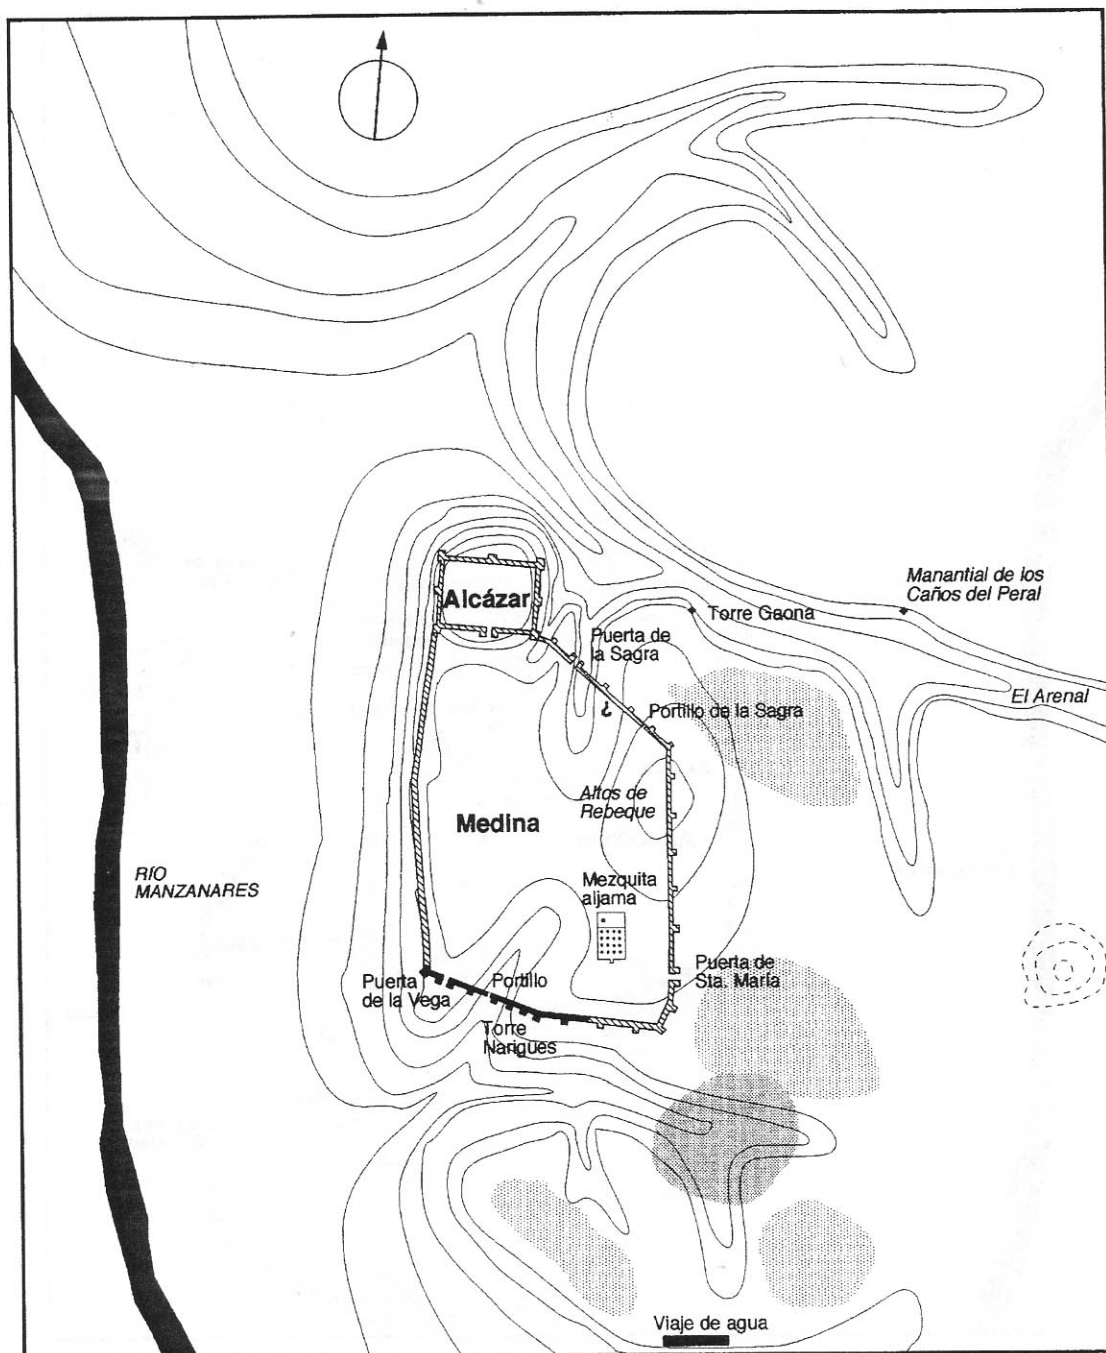 Alcázar
Manantial de los
Caños del Peral
Torre Gaona
Puerta de
la Sagra
El Arenal
¿
Portillo de la Sagra
Altos de
Rebeque
Medina
RÍO
MANZANARES
Mezquita
aljama
Puerta de
Sta. María
Puerta
de la Vega
Portillo
Torre
Narigues
Viaje de agua